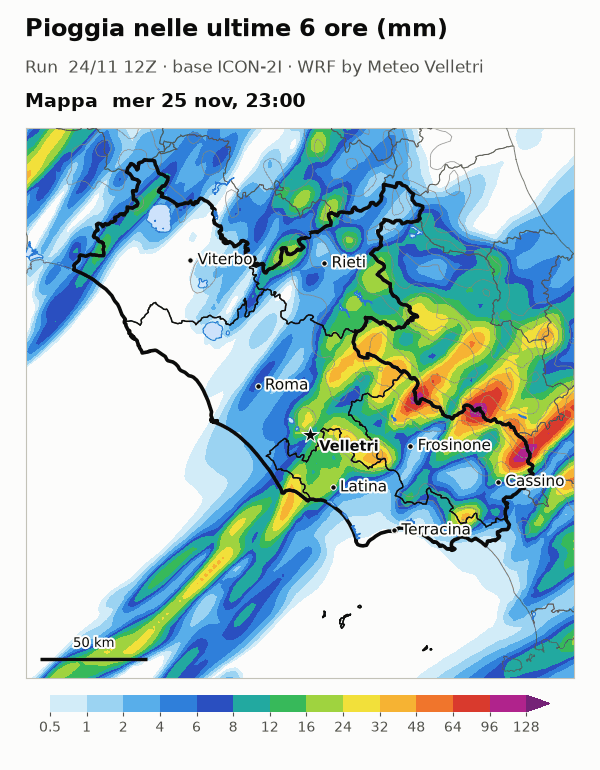 Pioggia nelle ultime 6 ore (mm)
Run  24/11 12Z · base ICON-2I · WRF by Meteo Velletri
Mappa  mer 25 nov, 23:00
Viterbo
Rieti
Roma
Velletri
Frosinone
Latina
Cassino
Terracina
50 km
0.5 1 2 4 6 8 12 16 24 32 48 64 96 128